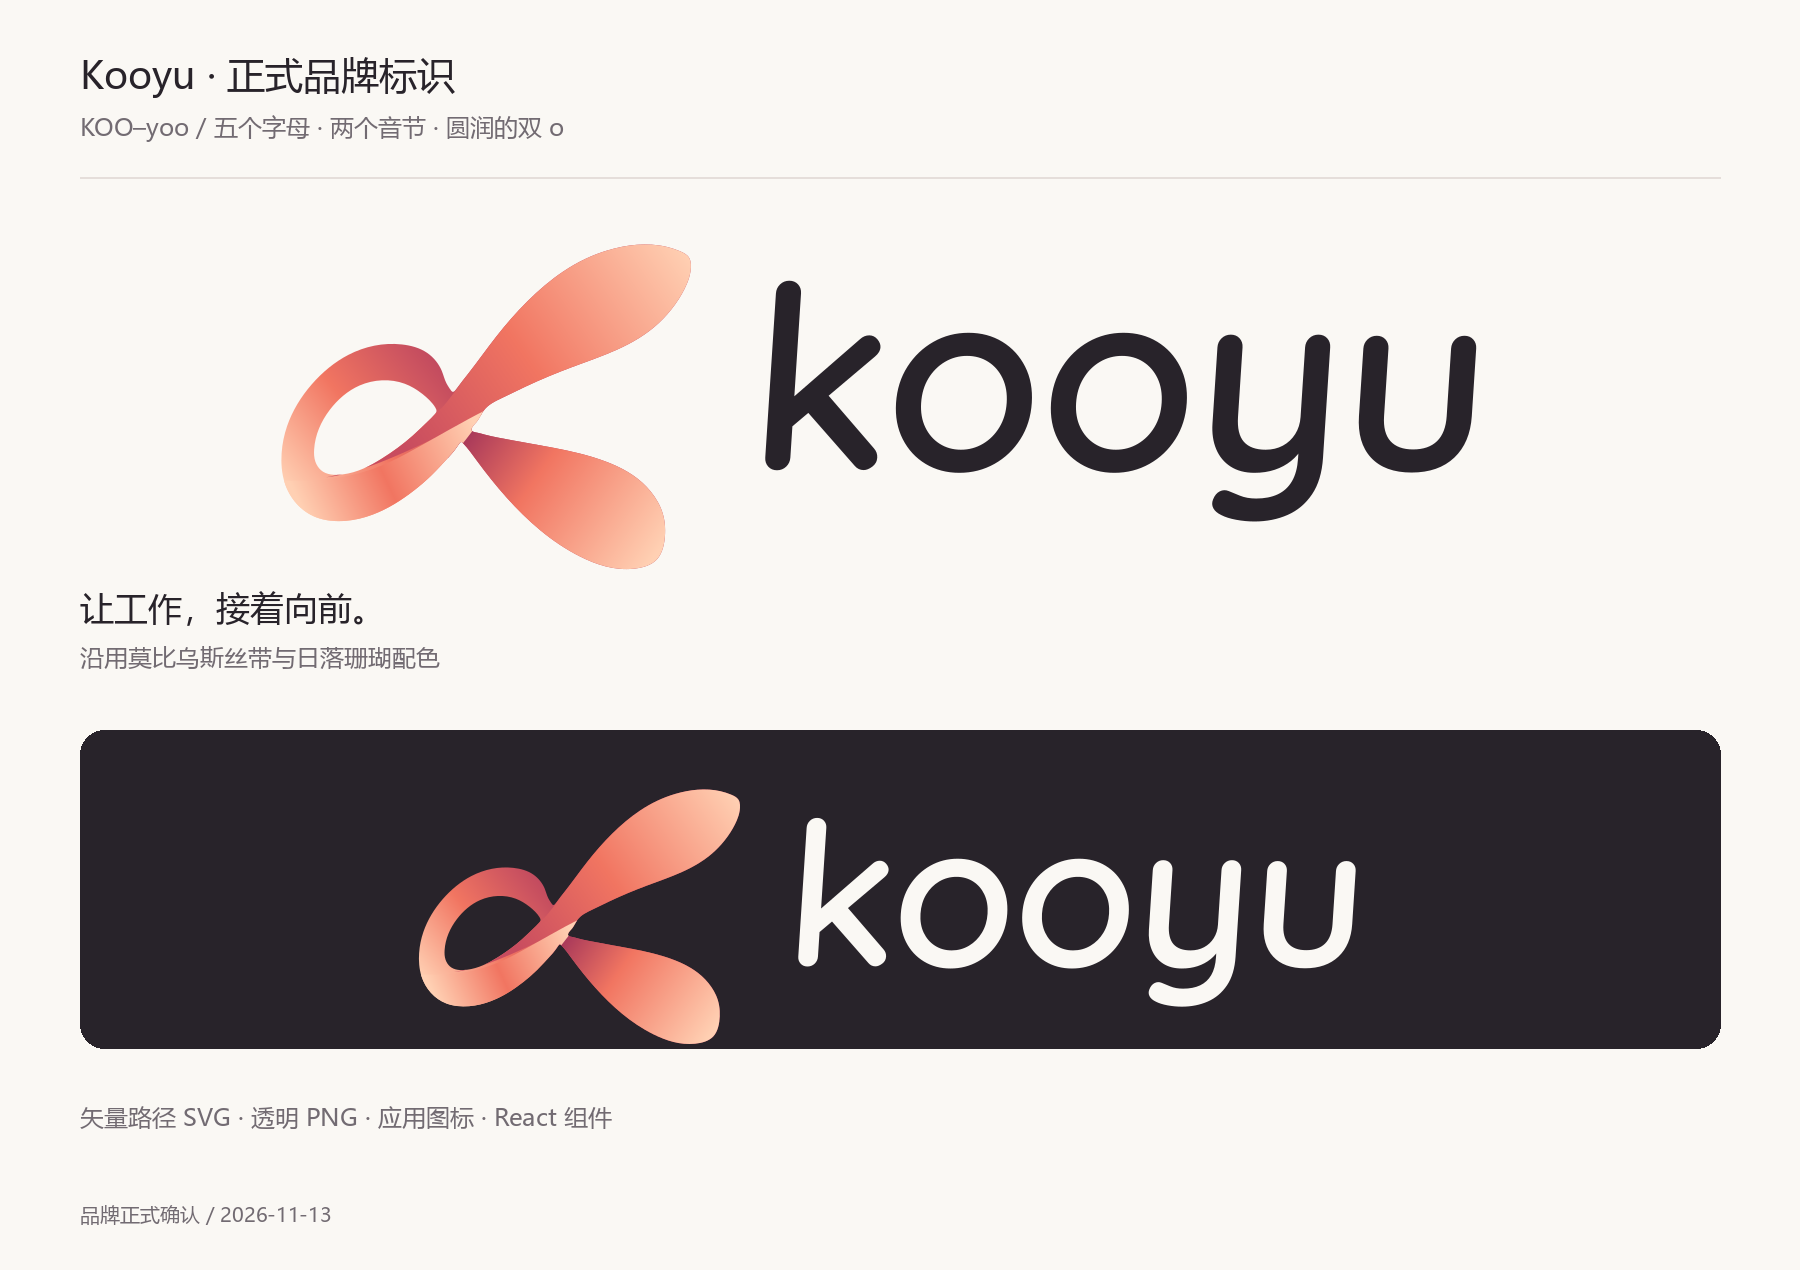 Kooyu · 正式品牌标识
KOO–yoo / 五个字母 · 两个音节 · 圆润的双 o
kooyu
让工作，接着向前。
沿用莫比乌斯丝带与日落珊瑚配色
kooyu
矢量路径 SVG · 透明 PNG · 应用图标 · React 组件
品牌正式确认 / 2026-11-13